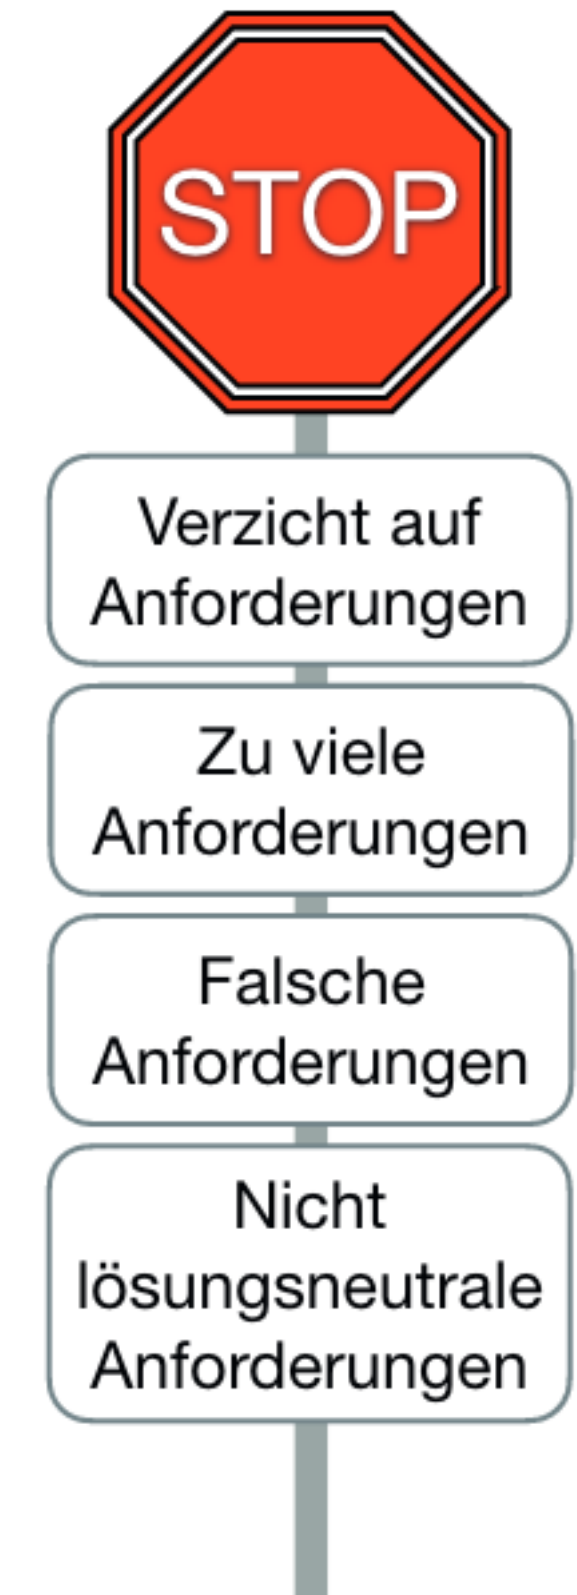 STOP
Verzicht auf
Anforderungen
Zu viele
Anforderungen
Falsche
Anforderungen
Nicht
lösungsneutrale
Anforderungen